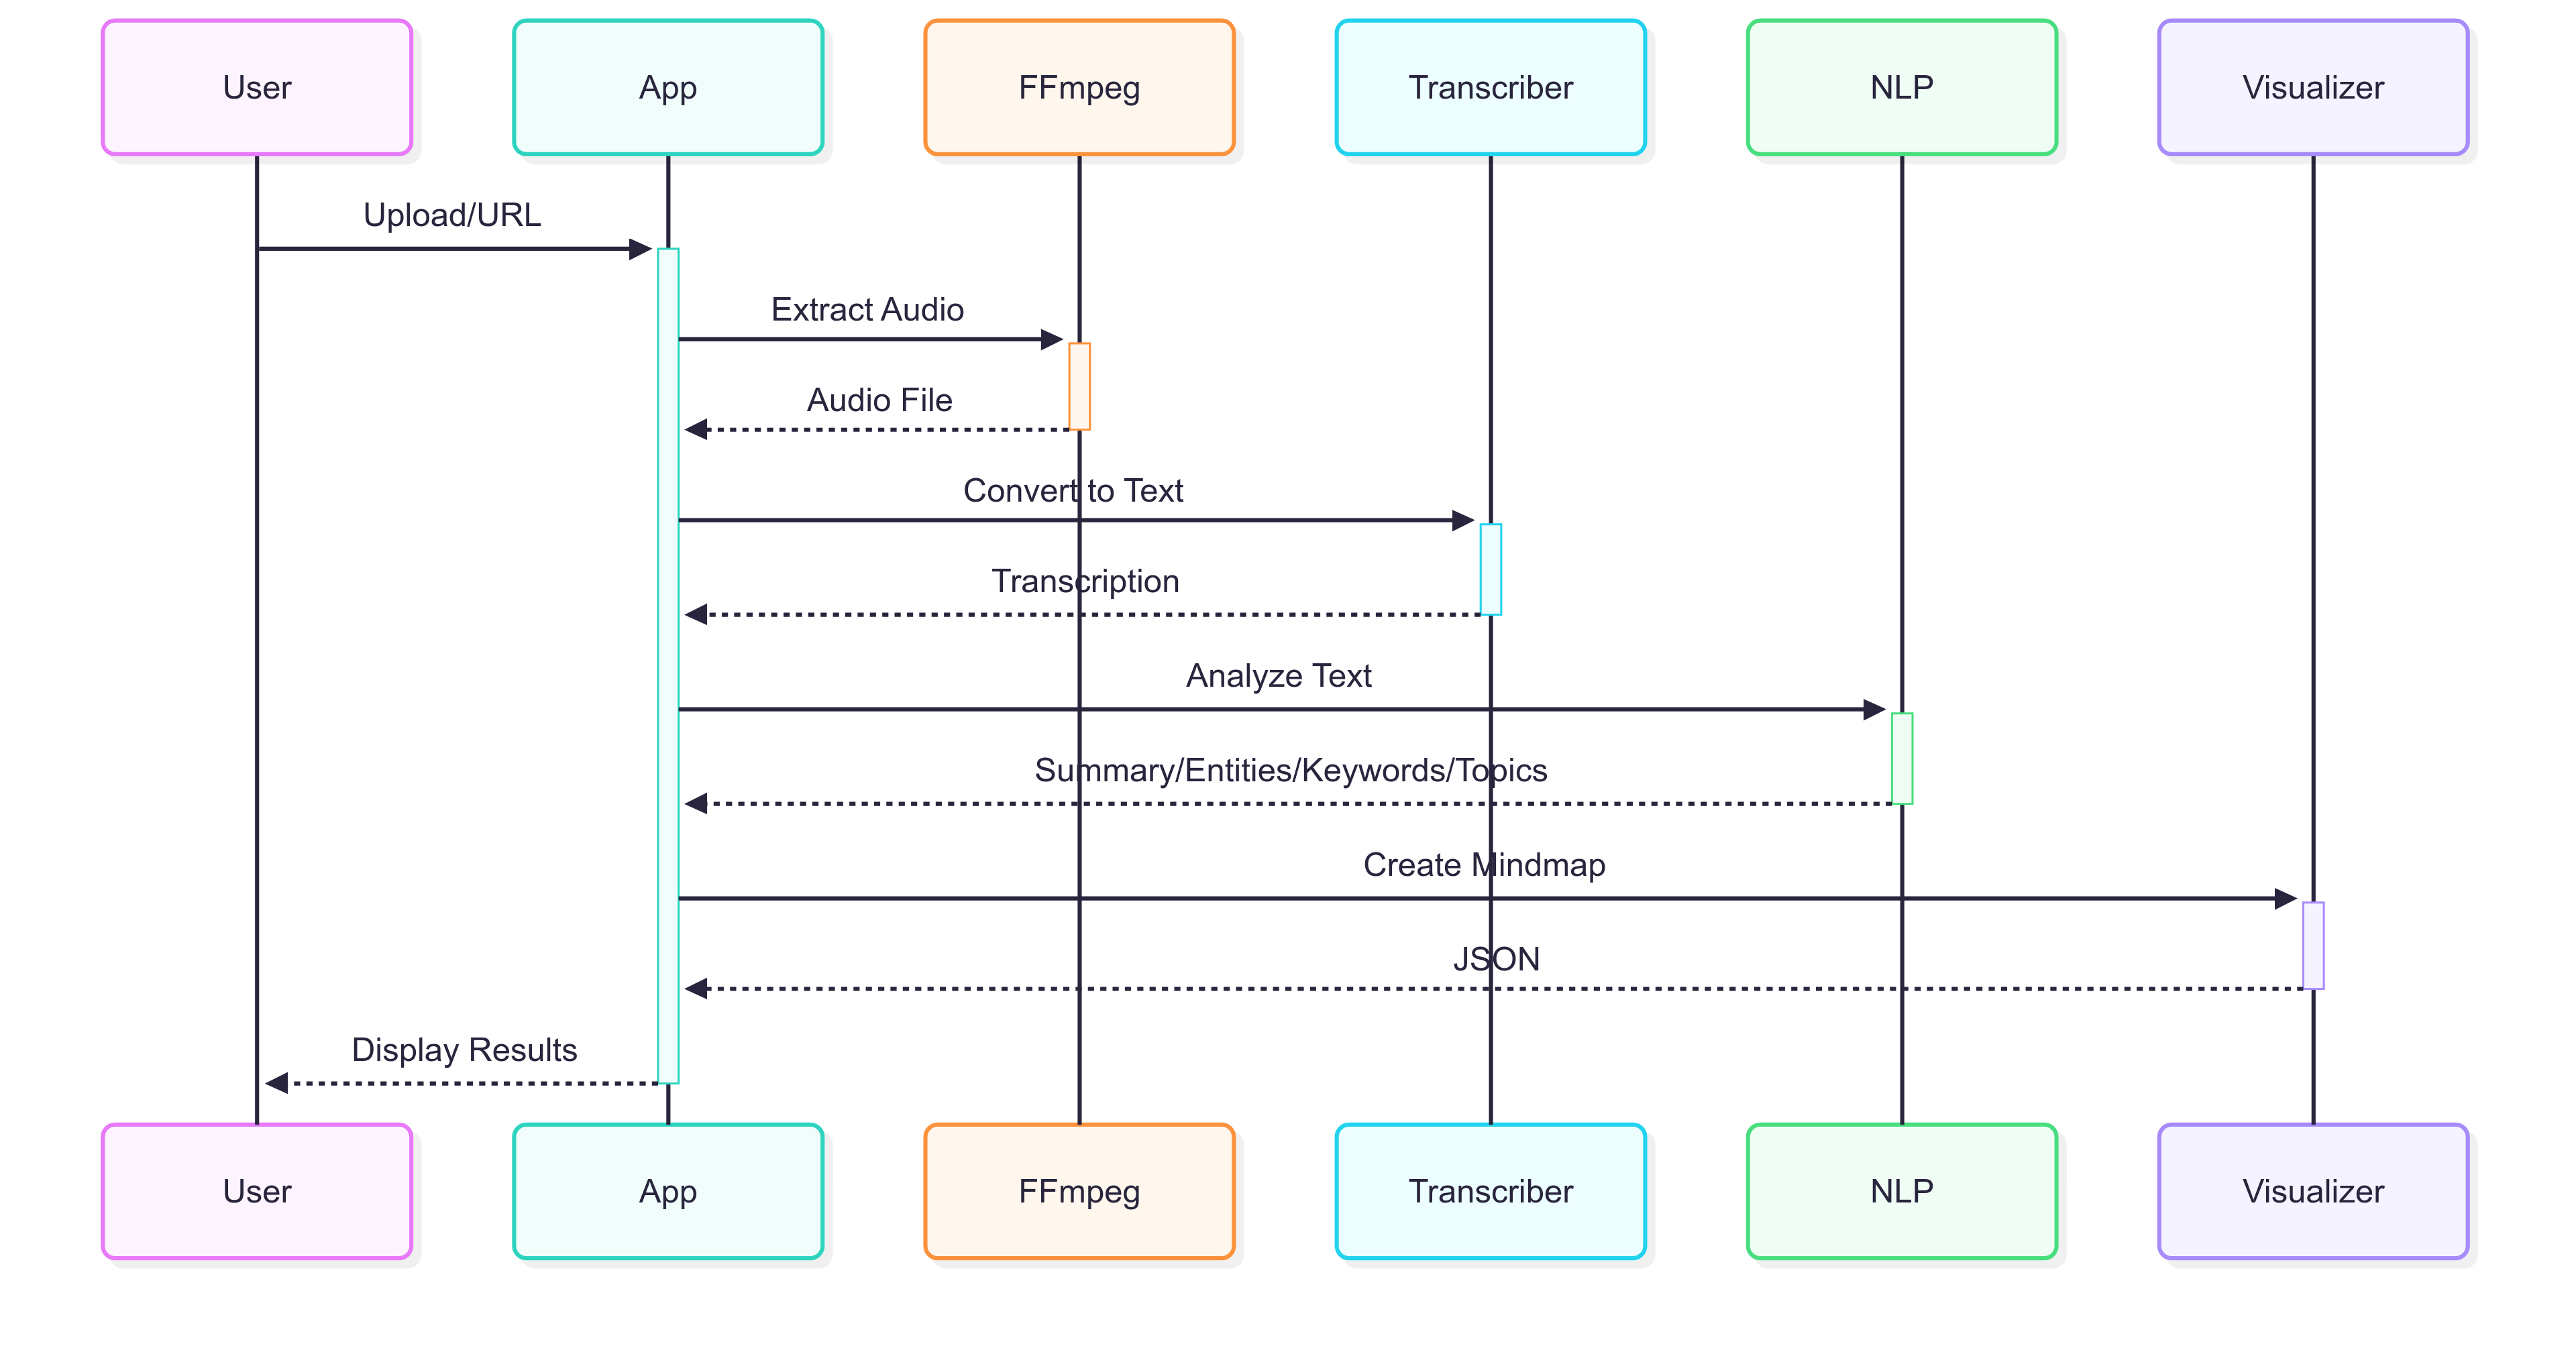 User
App
FFmpeg
Transcriber
NLP
Visualizer
Upload/URL
Extract Audio
Audio File
Convert to Text
Transcription
Analyze Text
Summary/Entities/Keywords/Topics
Create Mindmap
JSON
Display Results
User
App
FFmpeg
Transcriber
NLP
Visualizer